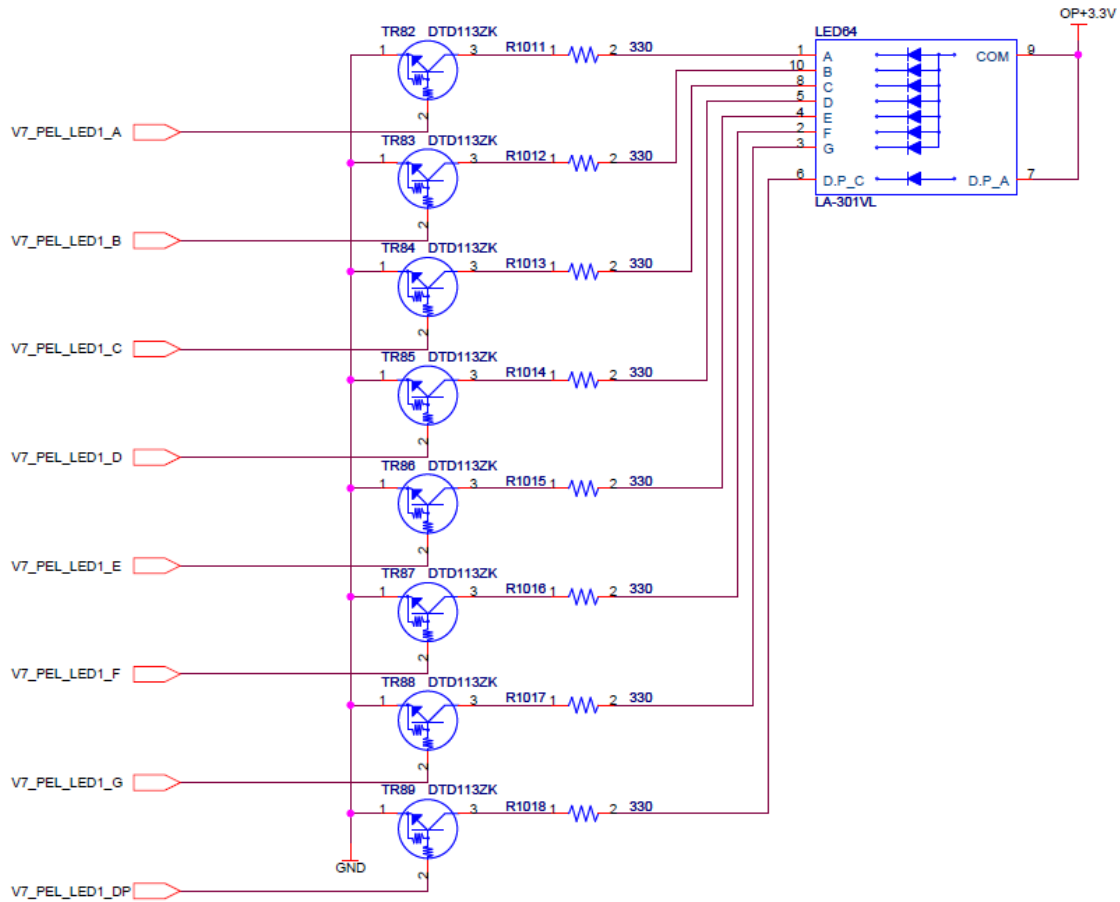 OP+3.3V
TR82 DTD113ZK
LED64
1 3 R1011 1 2 330 1 A COM 9
10 B
8 C
5 D
4 E
2 F
3 G
6 D.P_C D.P_A 7
LA-301VL
2
V7_PEL_LED1_A
TR83 DTD113ZK
1 3 R1012 1 2 330
2
V7_PEL_LED1_B
TR84 DTD113ZK
1 3 R1013 1 2 330
2
V7_PEL_LED1_C
TR85 DTD113ZK
1 3 R1014 1 2 330
2
V7_PEL_LED1_D
TR86 DTD113ZK
1 3 R1015 1 2 330
2
V7_PEL_LED1_E
TR87 DTD113ZK
1 3 R1016 1 2 330
2
V7_PEL_LED1_F
TR88 DTD113ZK
1 3 R1017 1 2 330
2
V7_PEL_LED1_G
TR89 DTD113ZK
1 3 R1018 1 2 330
GND
2
V7_PEL_LED1_DP